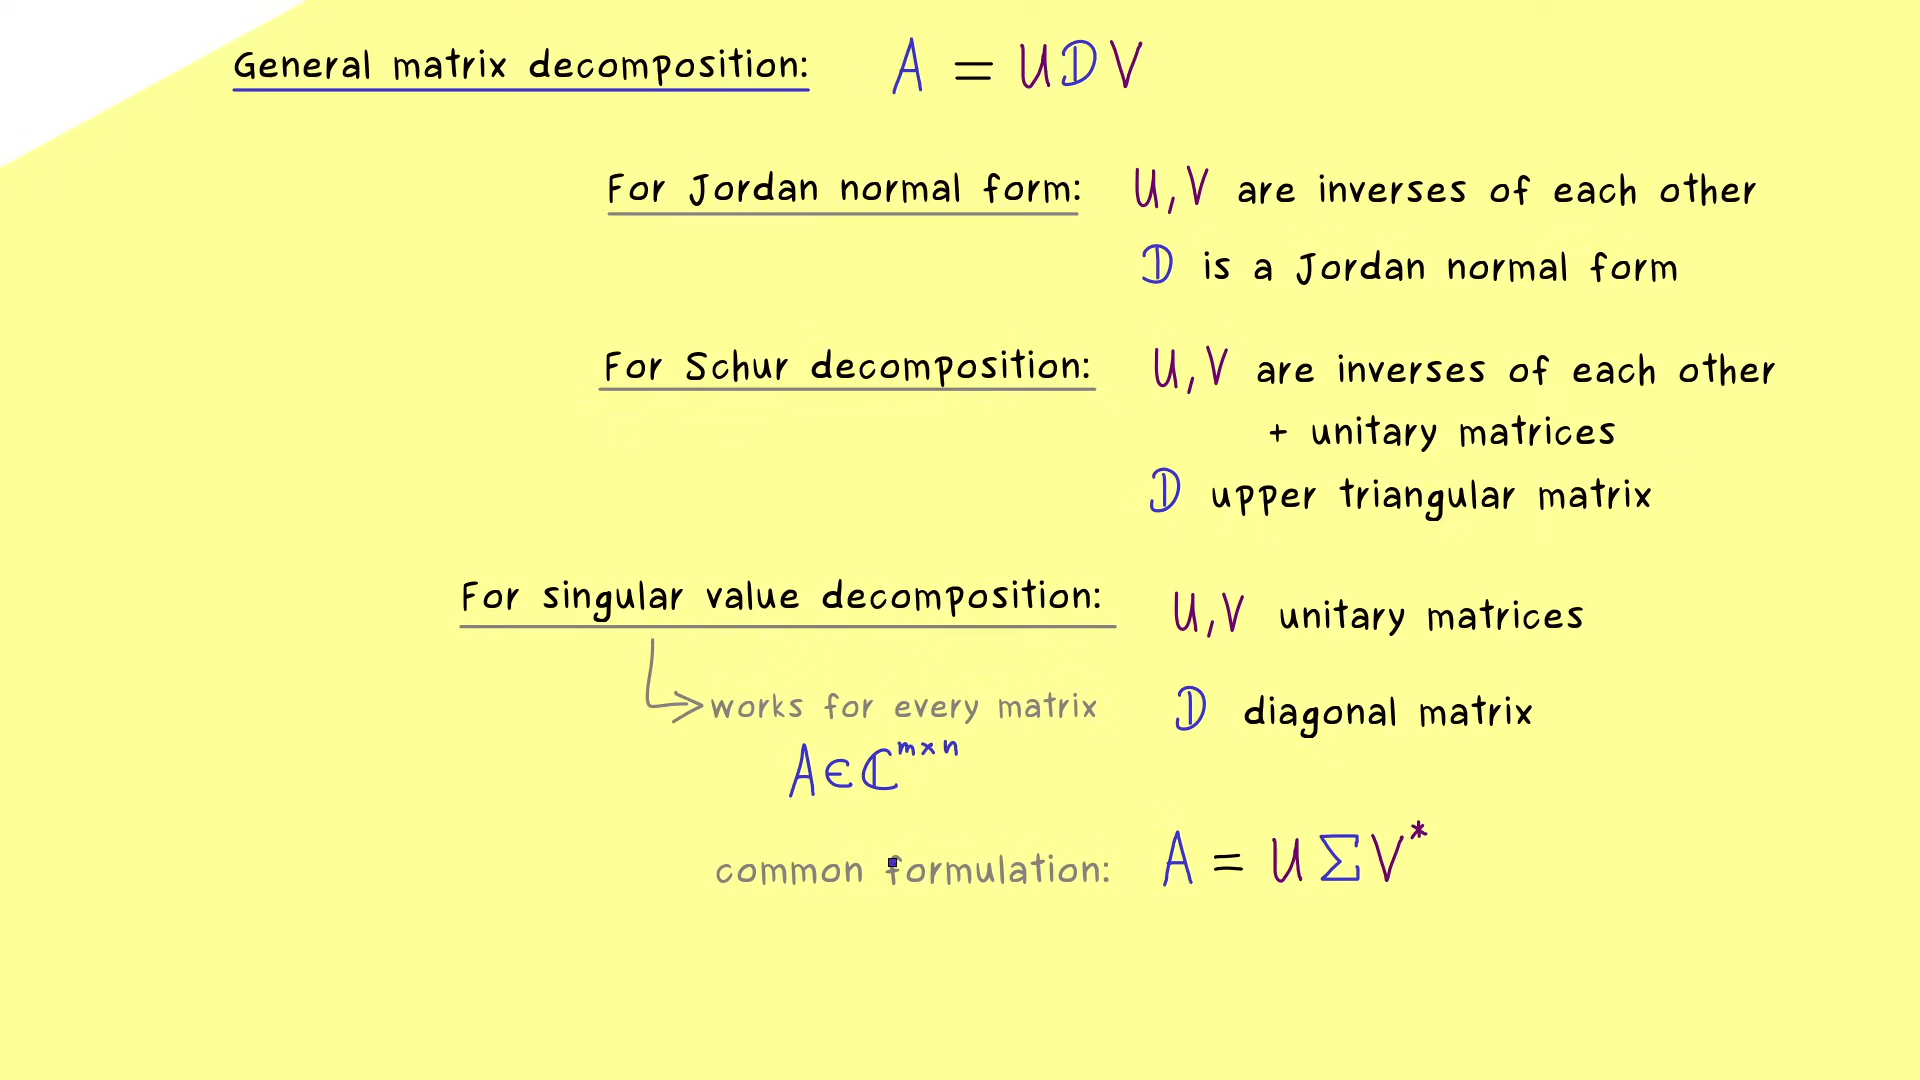 General matrix decomposition: A = UDV
For Jordan normal form: U, V are inverses of each other
D is a Jordan normal form
For Schur decomposition: U, V are inverses of each other
+ unitary matrices
D upper triangular matrix
For singular value decomposition: U, V unitary matrices
works for every matrix D diagonal matrix
A ∈ ℂ^{m×n}
common formulation: A = U Σ V*